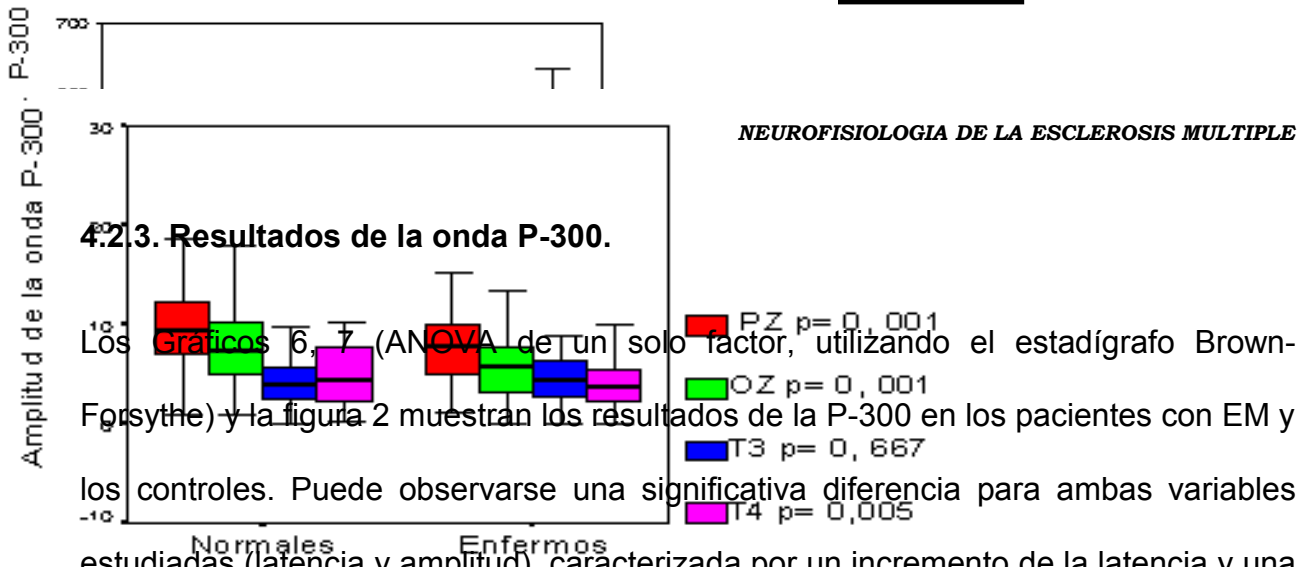 P-300
700
NEUROFISIOLOGIA DE LA ESCLEROSIS MULTIPLE
Amplitud de la onda P-300
30
4.2.3. Resultados de la onda P-300.
10
-10
Los Gráficos 6, 7 (ANOVA de un solo factor, utilizando el estadígrafo Brown-
Forsythe) y la figura 2 muestran los resultados de la P-300 en los pacientes con EM y
los controles. Puede observarse una significativa diferencia para ambas variables
estudiadas (latencia y amplitud), caracterizada por un incremento de la latencia y una
PZ p= 0, 001
OZ p= 0, 001
T3 p= 0, 667
T4 p= 0,005
Normales Enfermos